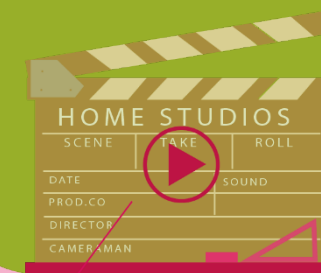 HOME STUDIOS
SCENE TAKE ROLL
DATE SOUND
PROD.CO
DIRECTOR
CAMERAMAN